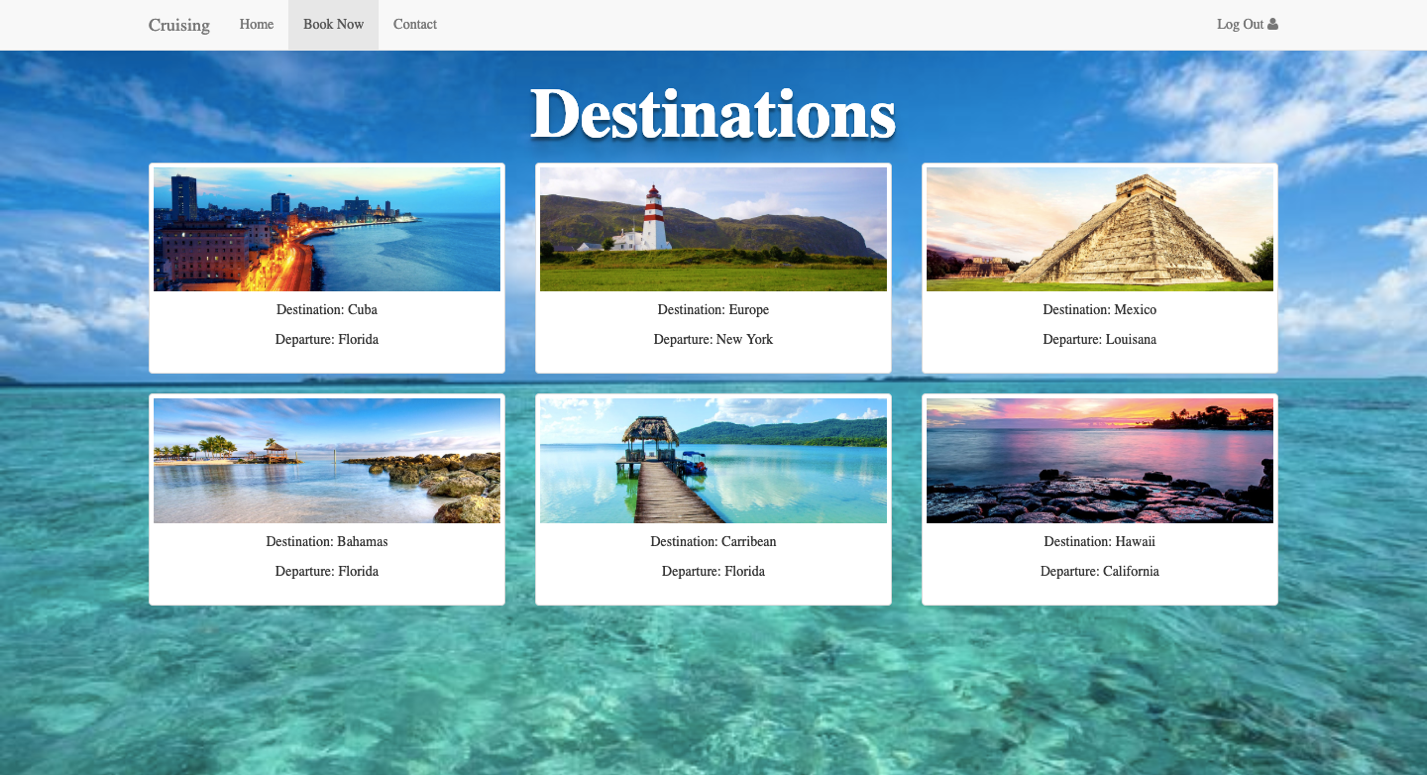 Cruising Home Book Now Contact Log Out
Destinations
Destination: Cuba
Departure: Florida
Destination: Europe
Departure: New York
Destination: Mexico
Departure: Louisana
Destination: Bahamas
Departure: Florida
Destination: Carribean
Departure: Florida
Destination: Hawaii
Departure: California